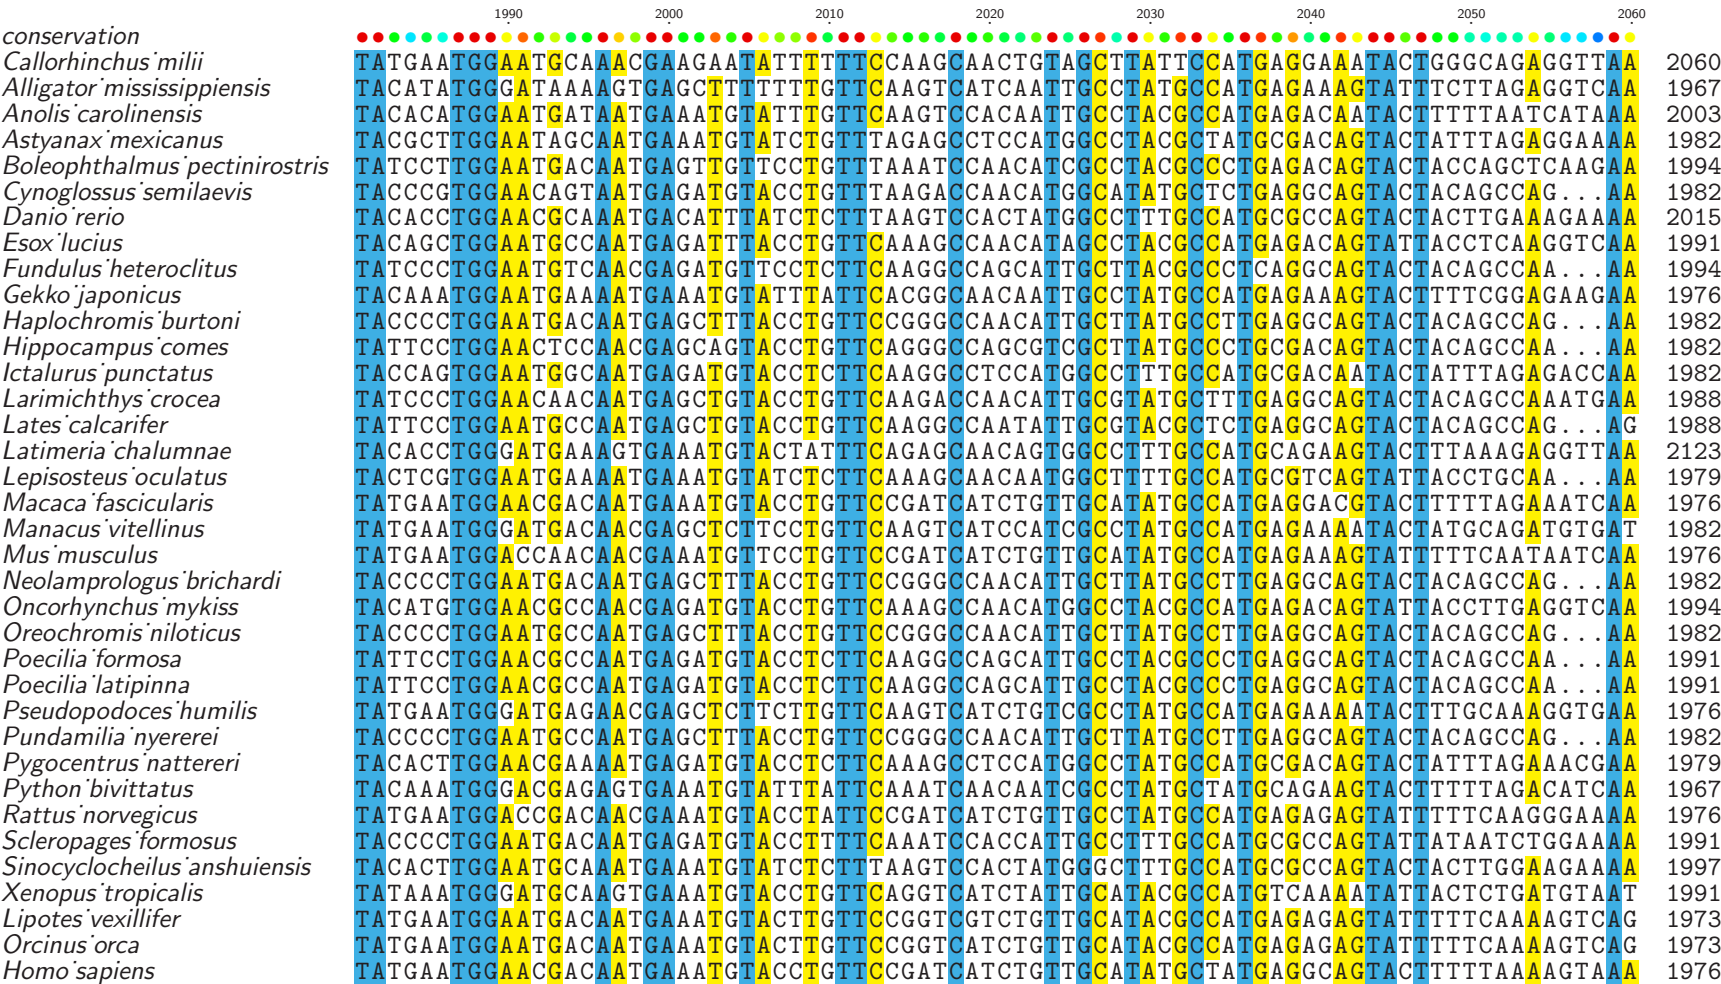 1990 2000 2010 2020 2030 2040 2050 2060
conservation
Callorhinchus˙milii TATGAATGGAATGCAAACGAAGAATATTTTTTCCAAGCAACTGTAGCTTATTCCATGAGGAAATACTGGGCAGAGGTTAA 2060
Alligator˙mississippiensis TACATATGGGATAAAAGTGAGCTTTTTTTTGTTCAAGTCATCAATTGCCTATGCCATGAGAAAGTATTTCTTAGAGGTCAA 1967
Anolis˙carolinensis TACACATGGAATGATAATGAAATGTATTTGTTCAAGTCCACAATTGCCTACGCCATGAGACAATACTTTTTAATCATAAA 2003
Astyanax˙mexicanus TACGCTTGGAATAGCAATGAAATGTATCTGTTTAGAGCCTCCATGGCCTACGCTATGCGACAGTACTATTTAGAGGAAAA 1982
Boleophthalmus˙pectinirostris TATCCTTGGAATGACAATGAGTTGTTCCTGTTTAAATCCAACATCGCCTACGCCCTGAGACAGTACTACCAGCTCAAGAA 1994
Cynoglossus˙semilaevis TACCCGTGGAACAGTAATGAGATGTACCTGTTTAAGACCAACATGGCATATGCTCTGAGGCAGTACTACAGCCAG...AA 1982
Danio˙rerio TACACCTGGAACGCAAATGACATTTATCTCTTTAAGTCCACTATGGCCTTTGCCATGCGCCAGTACTACTTGAAAGAAAA 2015
Esox˙lucius TACAGCTGGAATGCCAATGAGATTTACCTGTTCAAAGCCAACATAGCCTACGCCATGAGACAGTATTACCTCAAGGTCAA 1991
Fundulus˙heteroclitus TATCCCTGGAATGTCAACGAGATGTTCCTCTTCAAGGCCAGCATTGCTTACGCCCTCAGGCAGTACTACAGCCAA...AA 1994
Gekko˙japonicus TACAAATGGAATGAAAATGAAATGTATTTATTCACGGCAACAATTGCCTATGCCATGAGAAAGTACTTTTCGGAGAAGAA 1976
Haplochromis˙burtoni TACCCCTGGAATGACAATGAGCTTTACCTGTTCCGGGCCAACATTGCTTATGCCTTGAGGCAGTACTACAGCCAG...AA 1982
Hippocampus˙comes TATTCCTGGAACTCCAACGAGCAGTACCTGTTCAGGGCCAGCGTCGCTTATGCCCTGCGACAGTACTACAGCCAA...AA 1982
Ictalurus˙punctatus TACCAGTGGAATGGCAATGAGATGTACCTCTTCAAGGCCTCCATGGCCTTTGCCATGCGACAATACTATTTAGAGACCAA 1982
Larimichthys˙crocea TATCCCTGGAACAACAATGAGCTGTACCTGTTCAAGACCAACATTGCGTATGCTTTGAGGCAGTACTACAGCCAAATGAA 1988
Lates˙calcarifer TATTCCTGGAATGCCAATGAGCTGTACCTGTTCAAGGCCAATATTGCGTACGCTCTGAGGCAGTACTACAGCCAG...AG 1988
Latimeria˙chalumnae TACACCTGGGATGAAAGTGAAATGTACTATTTCAGAGCAACAGTGGCCTTTGCCATGCAGAAGTACTTTAAAGAGGTTAA 2123
Lepisosteus˙oculatus TACTCGTGGAATGAAAATGAAATGTATCTCTTCAAAGCAACAATGGCTTTTGCCATGCGTCAGTATTACCTGCAA...AA 1979
Macaca˙fascicularis TATGAATGGAACGACAATGAAATGTACCTGTTCCGATCATCTGTTGCATATGCCATGAGGACGTACTTTTTAGAAATCAA 1976
Manacus˙vitellinus TATGAATGGGATGACAACGAGCTCTTCCTGTTCAAGTCATCCATCGCCTATGCCATGAGAAAATACTATGCAGATGTGAT 1982
Mus˙musculus TATGAATGGACCAACAACGAAATGTTCCTGTTCCGATCATCTGTTGCATATGCCATGAGAAAGTATTTTTCAATAATCAA 1976
Neolamprologus˙brichardi TACCCCTGGAATGACAATGAGCTTTACCTGTTCCGGGCCAACATTGCTTATGCCTTGAGGCAGTACTACAGCCAG...AA 1982
Oncorhynchus˙mykiss TACATGTGGAACGCCAACGAGATGTACCTGTTCAAAGCCAACATGGCCTACGCCATGAGACAGTATTACCTTGAGGTCAA 1994
Oreochromis˙niloticus TACCCCTGGAATGCCAATGAGCTTTACCTGTTCCGGGCCAACATTGCTTATGCCTTGAGGCAGTACTACAGCCAG...AA 1982
Poecilia˙formosa TATTCCTGGAACGCCAATGAGATGTACCTCTTCAAGGCCAGCATTGCCTACGCCCTGAGGCAGTACTACAGCCAA...AA 1991
Poecilia˙latipinna TATTCCTGGAACGCCAATGAGATGTACCTCTTCAAGGCCAGCATTGCCTACGCCCTGAGGCAGTACTACAGCCAA...AA 1991
Pseudopodoces˙humilis TATGAATGGGATGAGAACGAGCTCTTCTTGTTCAAGTCATCTGTCGCCTATGCCATGAGAAAATACTTTGCAAAGGTGAA 1976
Pundamilia˙nyererei TACCCCTGGAATGCCAATGAGCTTTACCTGTTCCGGGCCAACATTGCTTATGCCTTGAGGCAGTACTACAGCCAG...AA 1982
Pygocentrus˙nattereri TACACTTGGAACGAAAATGAGATGTACCTCTTCAAAGCCTCCATGGCCTATGCCATGCGACAGTACTATTTAGAAACGAA 1979
Python˙bivittatus TACAAATGGGACGAGAGTGAAATGTATTTATTCAAATCAACAATCGCCTATGCTATGCAGAAGTACTTTTTAGACATCAA 1967
Rattus˙norvegicus TATGAATGGACCGACAACGAAATGTACCTATTCCGATCATCTGTTGCCTATGCCATGAGAGAGTATTTTTCAAGGGAAAA 1976
Scleropages˙formosus TACCCCTGGAATGACAATGAGATGTACCTTTTCAAATCCACCATTGCCTTTGCCATGCGCCAGTATTATAATCTGGAAAA 1991
Sinocyclocheilus˙anshuiensis TACACTTGGAATGCAAATGAAATGTATCTCTTTAAGTCCACTATGGGCTTTGCCATGCGCCAGTACTACTTGGAAGAAAA 1997
Xenopus˙tropicalis TATAAATGGGATGCAAGTGAAATGTACCTGTTCAGGTCATCTATTGCATACGCCATGTCAAAATATTACTCTGATGTAAT 1991
Lipotes˙vexillifer TATGAATGGAATGACAATGAAATGTACTTGTTCCGGTCGTCTGTTGCATACGCCATGAGAGAGTATTTTTCAAAAGTCAG 1973
Orcinus˙orca TATGAATGGAATGACAATGAAATGTACTTGTTCCGGTCATCTGTTGCATACGCCATGAGAGAGTATTTTTCAAAAGTCAG 1973
Homo˙sapiens TATGAATGGAACGACAATGAAATGTACCTGTTCCGATCATCTGTTGCATATGCTATGAGGCAGTACTTTTTAAAAGTAAA 1976